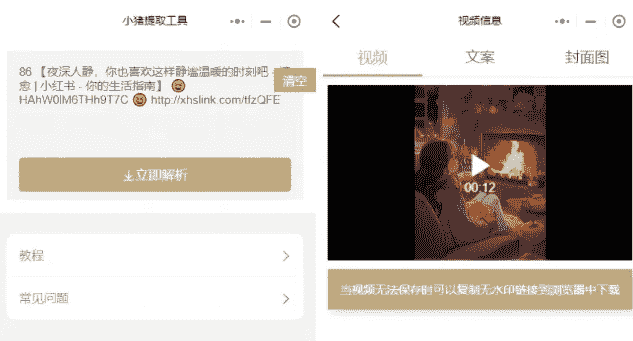 小猪提取工具
86 【夜深人静,你也喜欢这样静谧温暖的时刻吧
愈 | 小红书 - 你的生活指南】 😆
HAhW0lM6THh9T7C 😆 http://xhslink.com/tfzQFE
清空
立即解析
教程
常见问题
视频信息
视频
文案
封面图
00:12
当视频无法保存时可以复制无水印链接到浏览器中下载